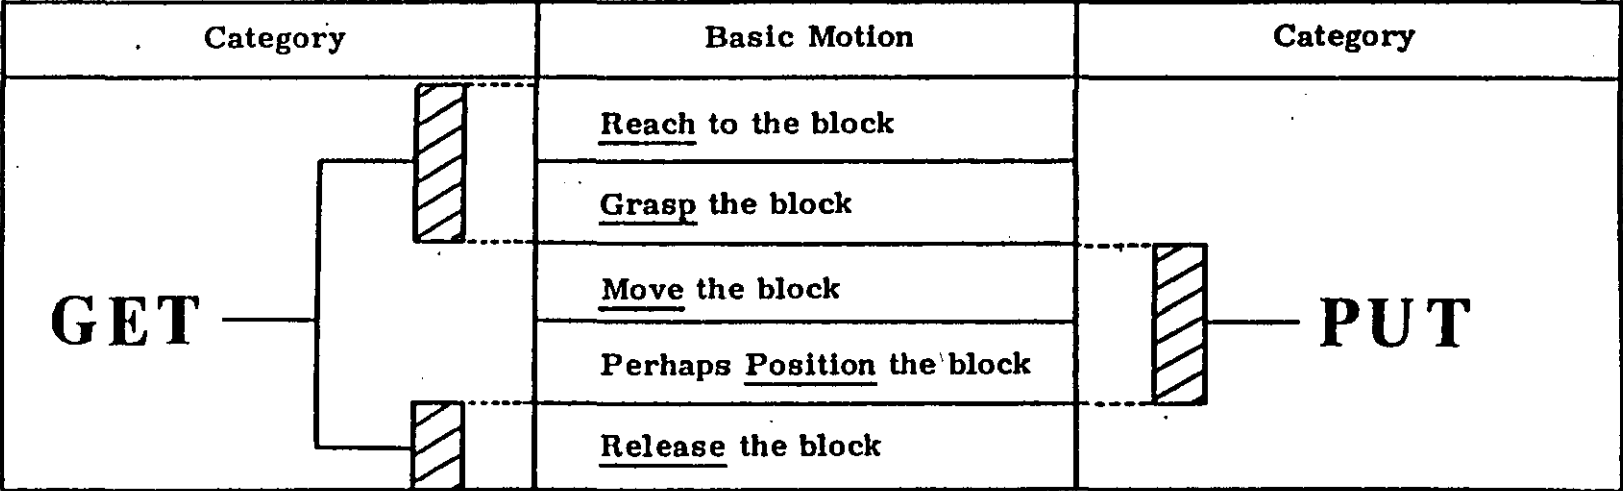 Category Basic Motion Category
Reach to the block
Grasp the block
Move the block
GET PUT
Perhaps Position the block
Release the block